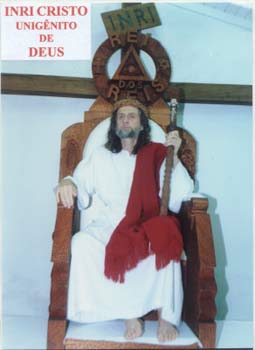 INRI CRISTO
UNIGÊNITO
DE
DEUS
INRI
REI
DOS
REIS